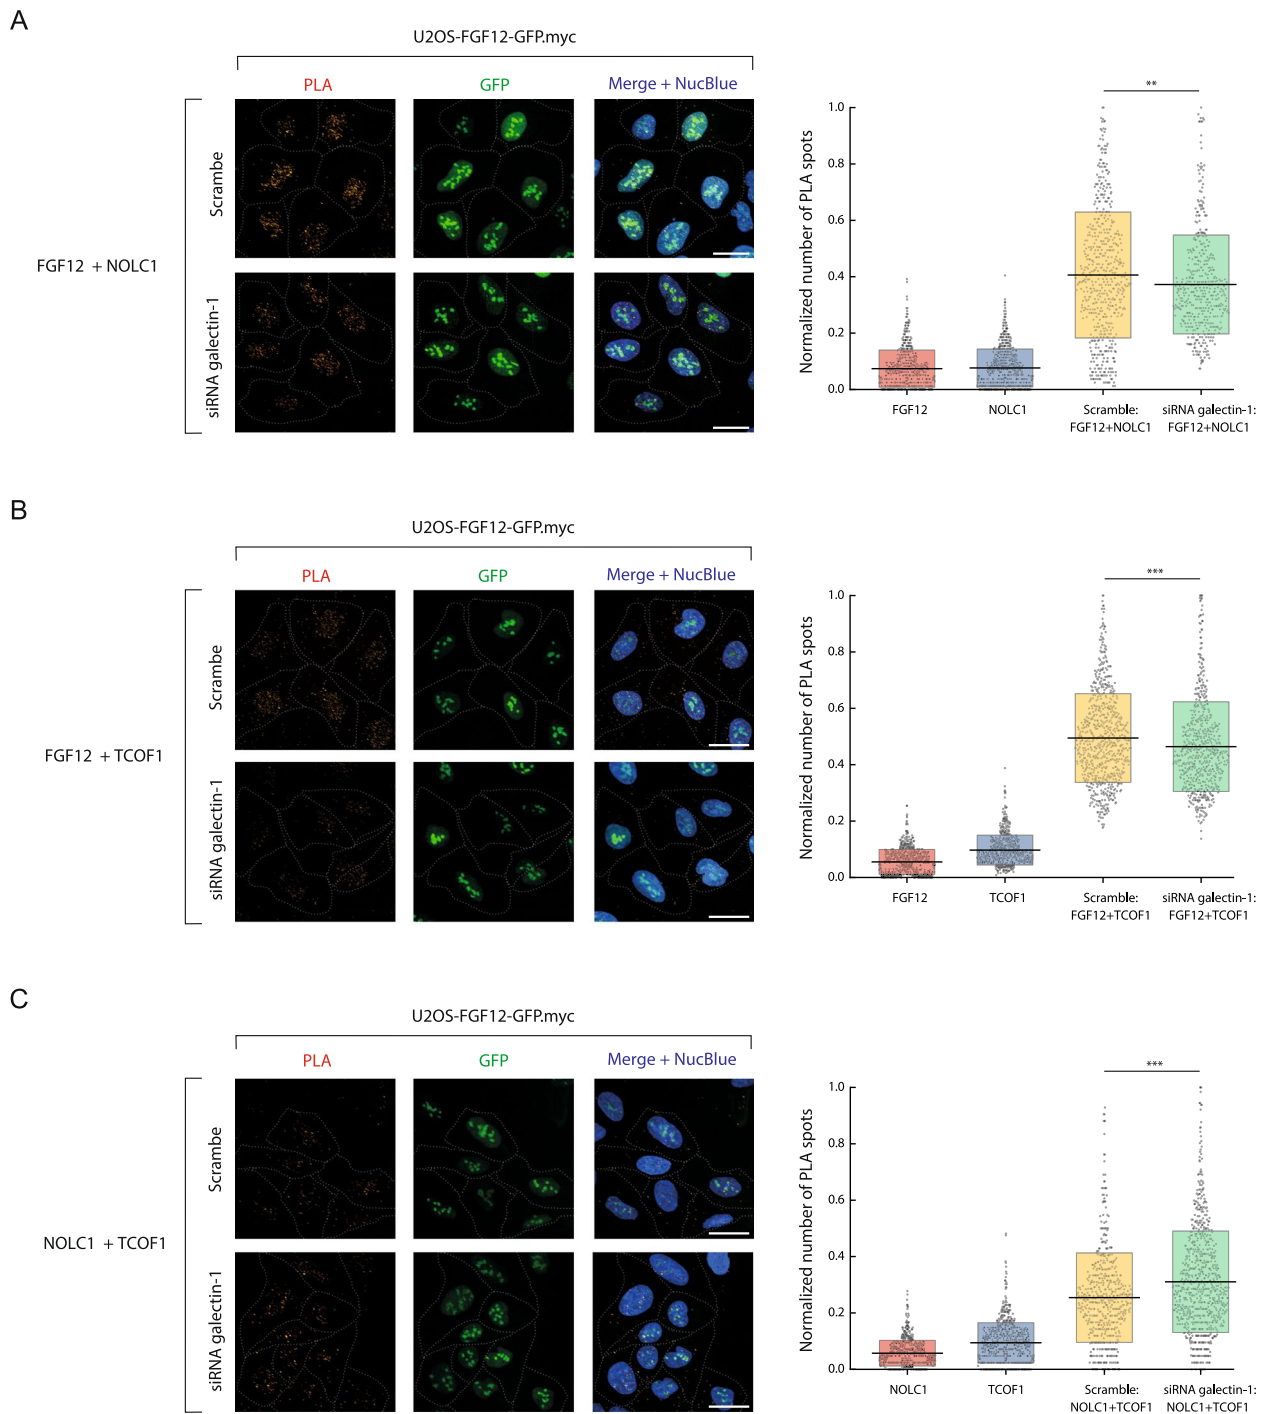 A
U2OS-FGF12-GFP.myc
PLA
GFP
Merge + NucBlue
Scrambe
FGF12 + NOLC1
siRNA galectin-1
**
Normalized number of PLA spots
1.0
0.8
0.6
0.4
0.2
0.0
FGF12
NOLC1
Scramble:
FGF12+NOLC1
siRNA galectin-1:
FGF12+NOLC1
B
U2OS-FGF12-GFP.myc
PLA
GFP
Merge + NucBlue
Scrambe
FGF12 + TCOF1
siRNA galectin-1
***
Normalized number of PLA spots
1.0
0.8
0.6
0.4
0.2
0.0
FGF12
TCOF1
Scramble:
FGF12+TCOF1
siRNA galectin-1:
FGF12+TCOF1
C
U2OS-FGF12-GFP.myc
PLA
GFP
Merge + NucBlue
Scrambe
NOLC1 + TCOF1
siRNA galectin-1
***
Normalized number of PLA spots
1.0
0.8
0.6
0.4
0.2
0.0
NOLC1
TCOF1
Scramble:
NOLC1+TCOF1
siRNA galectin-1:
NOLC1+TCOF1